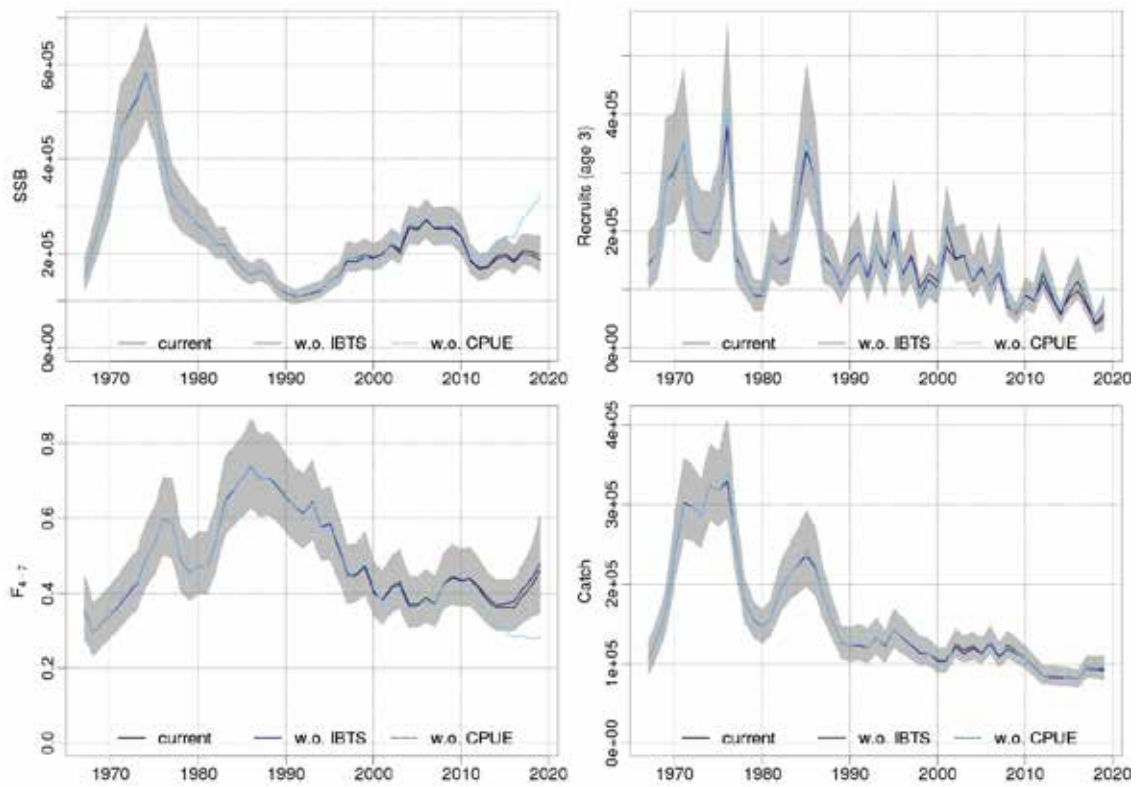 SSB
0e+00 2e+05 4e+05 6e+05
current w.o. IBTS w.o. CPUE
1970 1980 1990 2000 2010 2020
Recruits (age 3)
0e+00 2e+05 4e+05
current w.o. IBTS w.o. CPUE
1970 1980 1990 2000 2010 2020
F4-7
0.0 0.2 0.4 0.6 0.8
current w.o. IBTS w.o. CPUE
1970 1980 1990 2000 2010 2020
Catch
0e+00 1e+05 2e+05 3e+05 4e+05
current w.o. IBTS w.o. CPUE
1970 1980 1990 2000 2010 2020